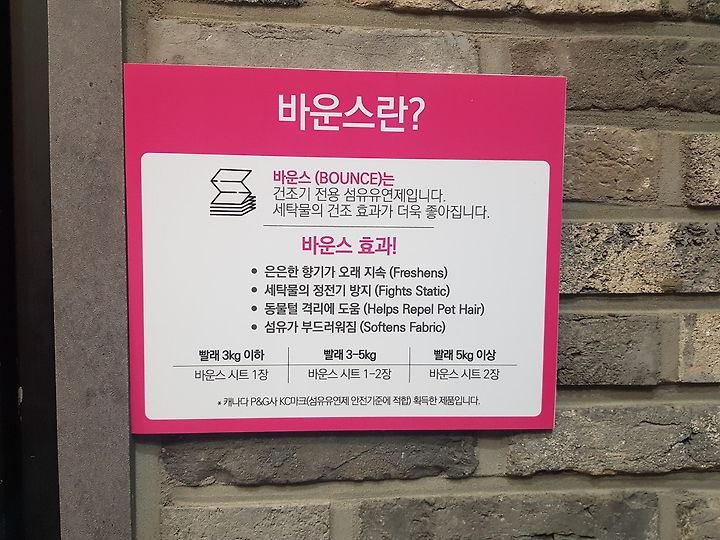 바운스란?
바운스 (BOUNCE)는
건조기 전용 섬유유연제입니다.
세탁물의 건조 효과가 더욱 좋아집니다.
바운스 효과!
• 은은한 향기가 오래 지속 (Freshens)
• 세탁물의 정전기 방지 (Fights Static)
• 동물털 격리에 도움 (Helps Repel Pet Hair)
• 섬유가 부드러워짐 (Softens Fabric)
빨래 3kg 이하 빨래 3-5kg 빨래 5kg 이상
바운스 시트 1장 바운스 시트 1-2장 바운스 시트 2장
* 캐나다 P&G사 KC마크(섬유유연제 안전기준에 적합) 획득한 제품입니다.